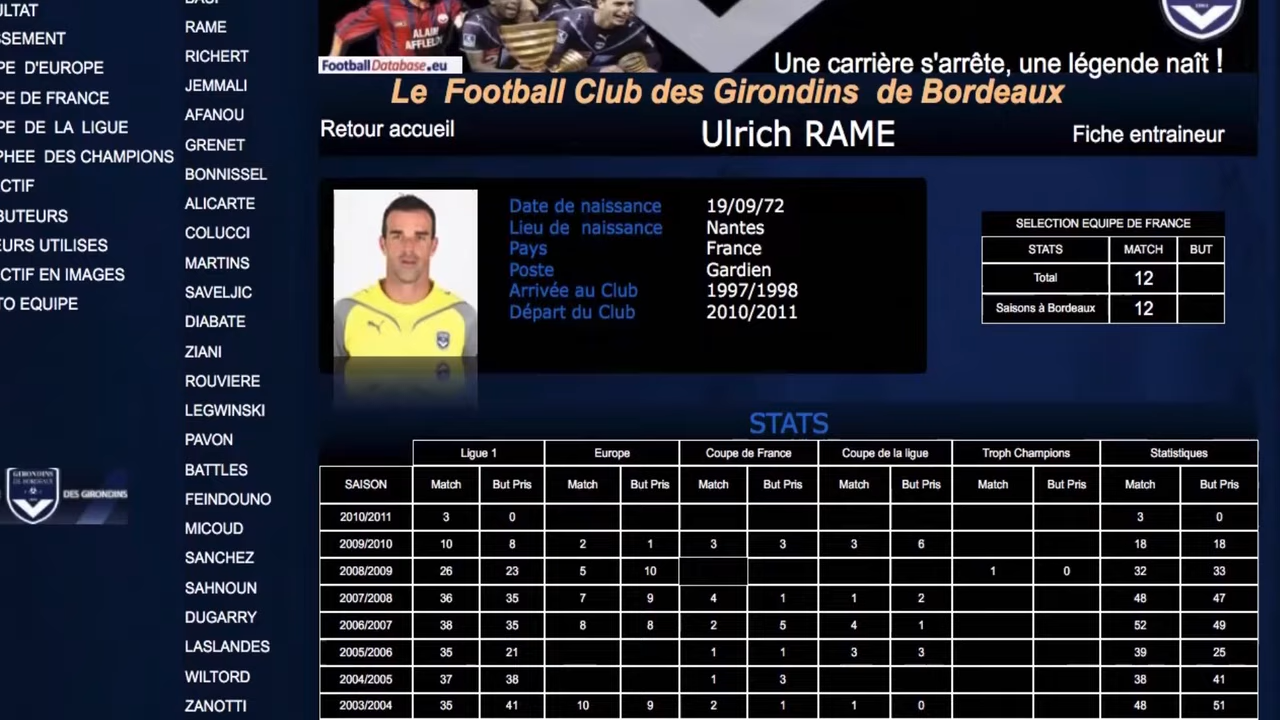 ULTAT
SSEMENT
PE D'EUROPE
PE DE FRANCE
PE DE LA LIGUE
PHEE DES CHAMPIONS
CTIF
BUTEURS
EURS UTILISES
CTIF EN IMAGES
TO EQUIPE
GIRONDINS
DES GIRONDINS
RAME
RICHERT
JEMMALI
AFANOU
GRENET
BONNISSEL
ALICARTE
COLUCCI
MARTINS
SAVELJIC
DIABATE
ZIANI
ROUVIERE
LEGWINSKI
PAVON
BATTLES
FEINDOUNO
MICOUD
SANCHEZ
SAHNOUN
DUGARRY
LASLANDES
WILTORD
ZANOTTI
ALAIN
AFFLELOU
FootballDatabase.eu
Une carrière s'arrête, une légende naît !
Le Football Club des Girondins de Bordeaux
Retour accueil Ulrich RAME Fiche entraineur
Date de naissance 19/09/72
Lieu de naissance Nantes
Pays France
Poste Gardien
Arrivée au Club 1997/1998
Départ du Club 2010/2011
SELECTION EQUIPE DE FRANCE
STATS MATCH BUT
Total 12
Saisons à Bordeaux 12
STATS
Ligue 1 Europe Coupe de France Coupe de la ligue Troph Champions Statistiques
SAISON Match But Pris Match But Pris Match But Pris Match But Pris Match But Pris Match But Pris
2010/2011 3 0 3 0
2009/2010 10 8 2 1 3 3 3 6 18 18
2008/2009 26 23 5 10 1 0 32 33
2007/2008 36 35 7 9 4 1 1 2 48 47
2006/2007 38 35 8 8 2 5 4 1 52 49
2005/2006 35 21 1 1 3 3 39 25
2004/2005 37 38 1 3 38 41
2003/2004 35 41 10 9 2 1 1 0 48 51